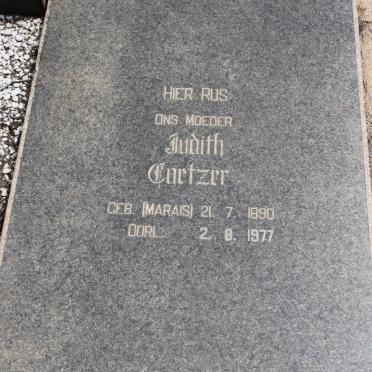 HIER RUS
ONS MOEDER
Judith
Coetzer
GEB. (MARAIS) 21. 7. 1890
OORL. 2. 8. 1977